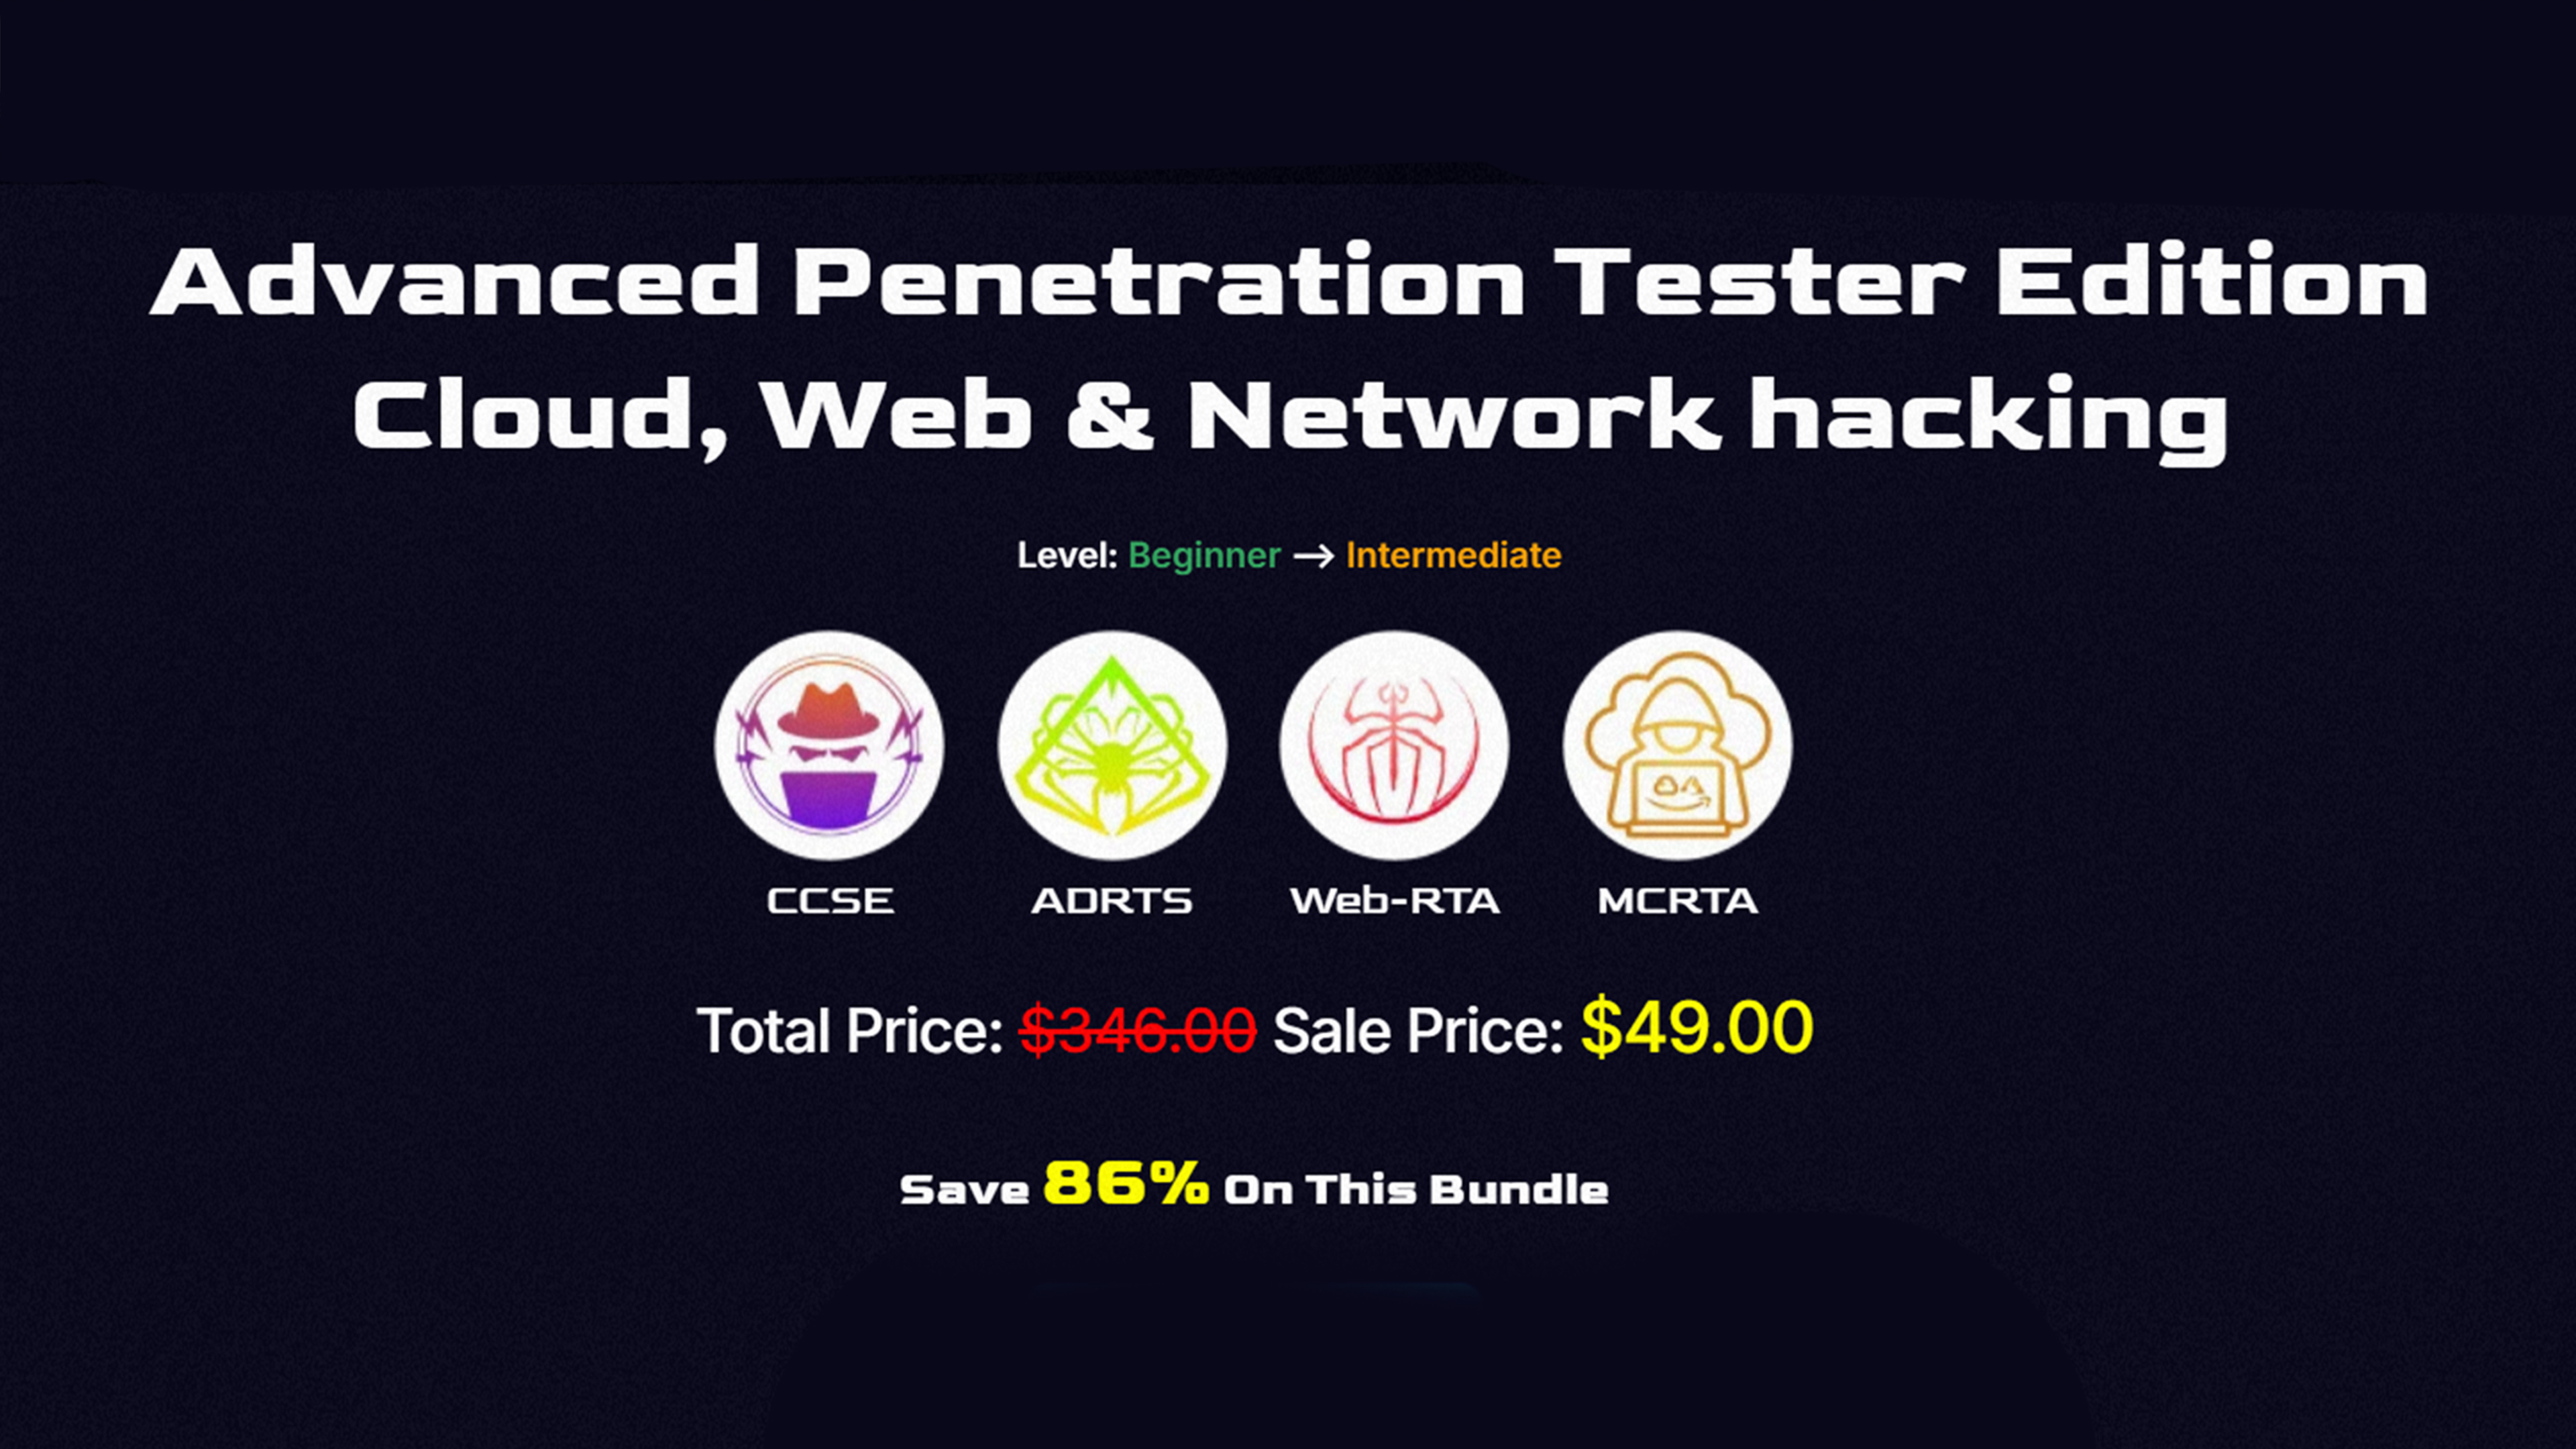 Advanced Penetration Tester Edition
Cloud, Web & Network hacking
Level: Beginner → Intermediate
CCSE ADRTS Web-RTA MCRTA
Total Price: $346.00 Sale Price: $49.00
Save 86% On This Bundle